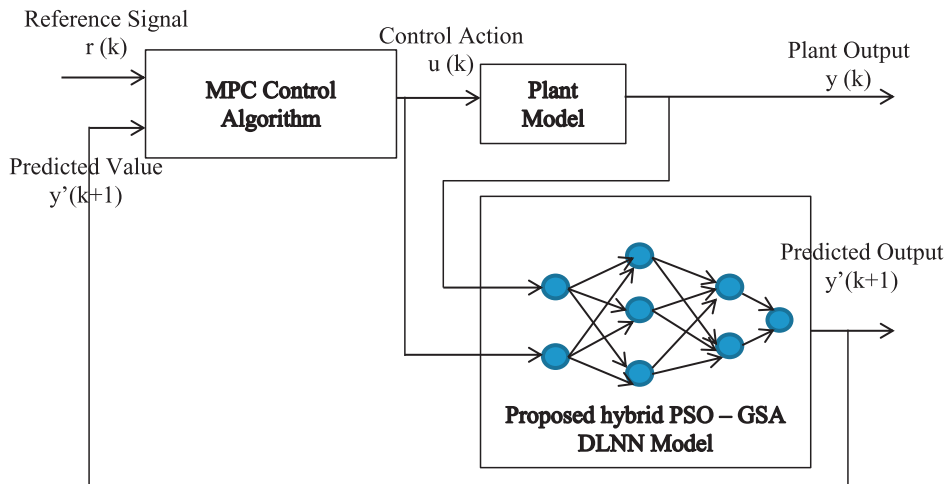 Reference Signal
r (k)
Control Action
u (k)
Plant Output
y (k)
MPC Control
Algorithm
Plant
Model
Predicted Value
y’(k+1)
Predicted Output
y’(k+1)
Proposed hybrid PSO – GSA
DLNN Model